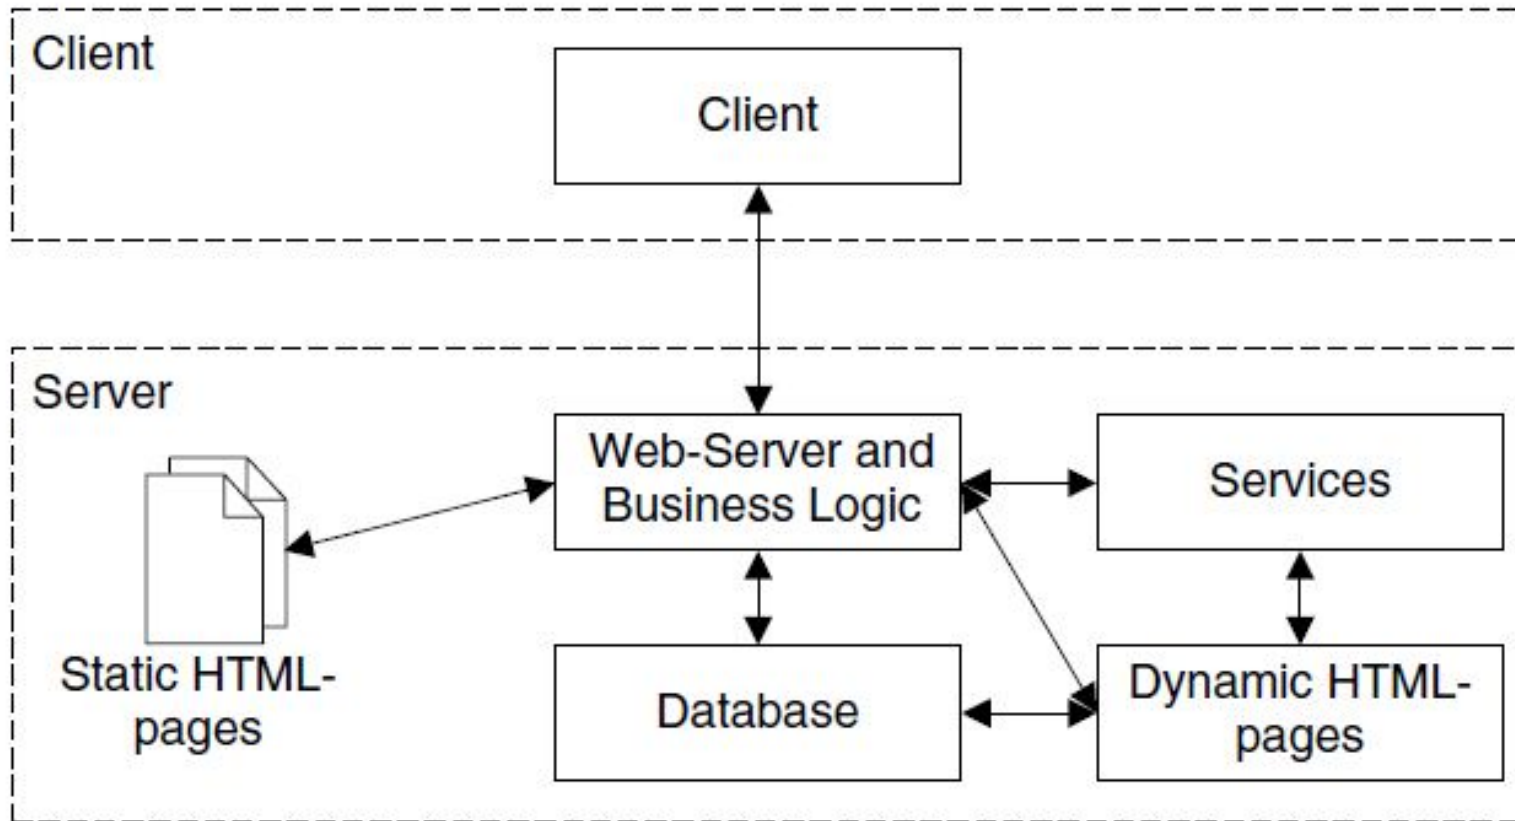 Client
Client
Server
Web-Server and
Business Logic
Services
Static HTML-
pages
Database
Dynamic HTML-
pages